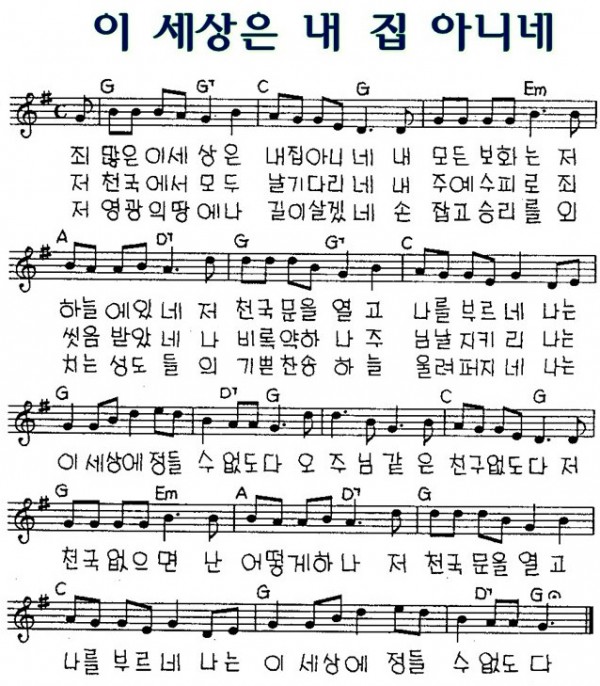 이 세상은 내 집 아니네
G G7 C G Em
죄 많은 이세 상은 내집아니 네 내 모든 보화는 저
저 천국 에서 모두 날기다리 네 내 주예수피로 죄
저 영광 의땅 에나 길이살겠 네 손 잡고승리를 외
A D7 G G7 C
하늘 에있 네 저 천국문을 열 고 나를 부르 네 나는
씻음 받았 네 나 비록약하 나 주 님날 지키 리 나는
치는 성도 들 의 기쁜찬송 하 늘 울려퍼지 네 나는
G D7 G C G
이 세상에 정들 수 없도다 오 주 님 같 은 친구없도다 저
G Em A D7 G
천국 없으 면 난 어떻게하 나 저 천국 문을 열 고
C G D7 G
나를 부르 네 나는 이 세상에 정들 수없도 다